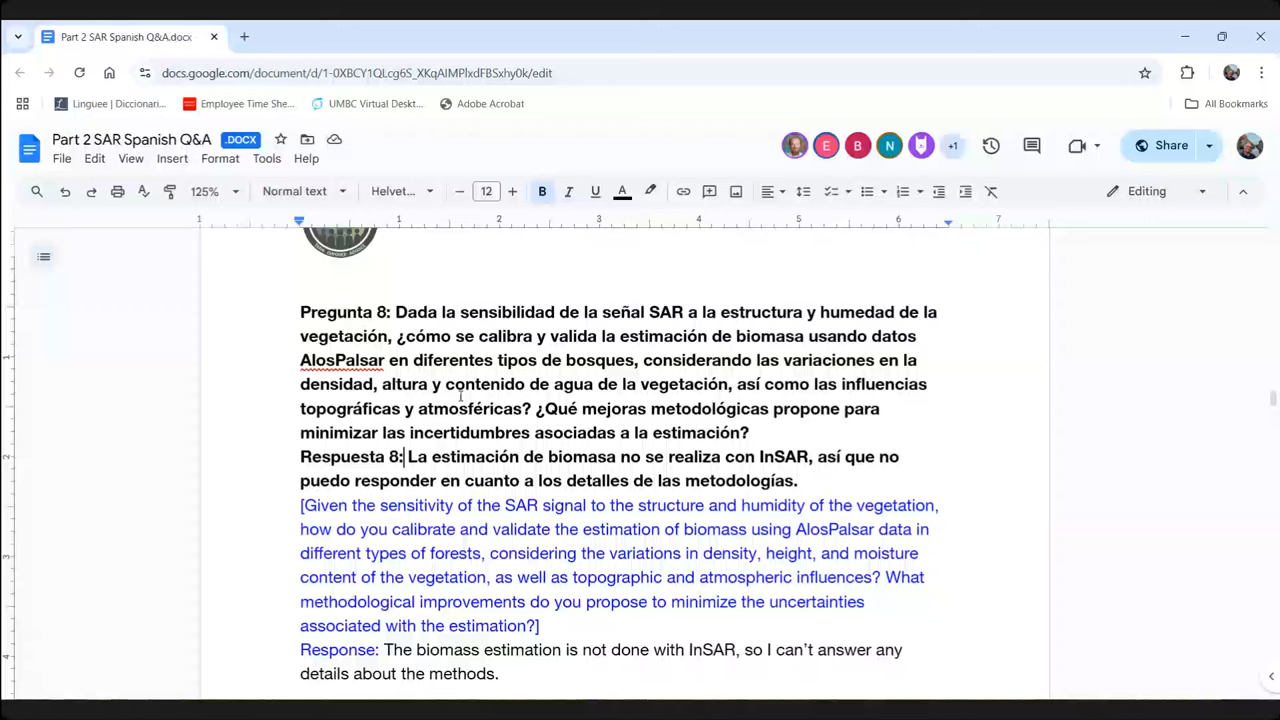 Part 2 SAR Spanish Q&A.docx
docs.google.com/document/d/1-0XBCY1QLcg6S_XKqAIMPlxdFBSxhy0k/edit
Linguee | Diccionari... Employee Time She... UMBC Virtual Deskt... Adobe Acrobat All Bookmarks
Part 2 SAR Spanish Q&A .DOCX
E B N +1 Share
File Edit View Insert Format Tools Help
125% Normal text Helvet... 12 B I U A Editing
1 1 2 3 4 5 6 7
Pregunta 8: Dada la sensibilidad de la señal SAR a la estructura y humedad de la
vegetación, ¿cómo se calibra y valida la estimación de biomasa usando datos
AlosPalsar en diferentes tipos de bosques, considerando las variaciones en la
densidad, altura y contenido de agua de la vegetación, así como las influencias
topográficas y atmosféricas? ¿Qué mejoras metodológicas propone para
minimizar las incertidumbres asociadas a la estimación?
Respuesta 8: La estimación de biomasa no se realiza con InSAR, así que no
puedo responder en cuanto a los detalles de las metodologías.
[Given the sensitivity of the SAR signal to the structure and humidity of the vegetation,
how do you calibrate and validate the estimation of biomass using AlosPalsar data in
different types of forests, considering the variations in density, height, and moisture
content of the vegetation, as well as topographic and atmospheric influences? What
methodological improvements do you propose to minimize the uncertainties
associated with the estimation?]
Response: The biomass estimation is not done with InSAR, so I can’t answer any
details about the methods.